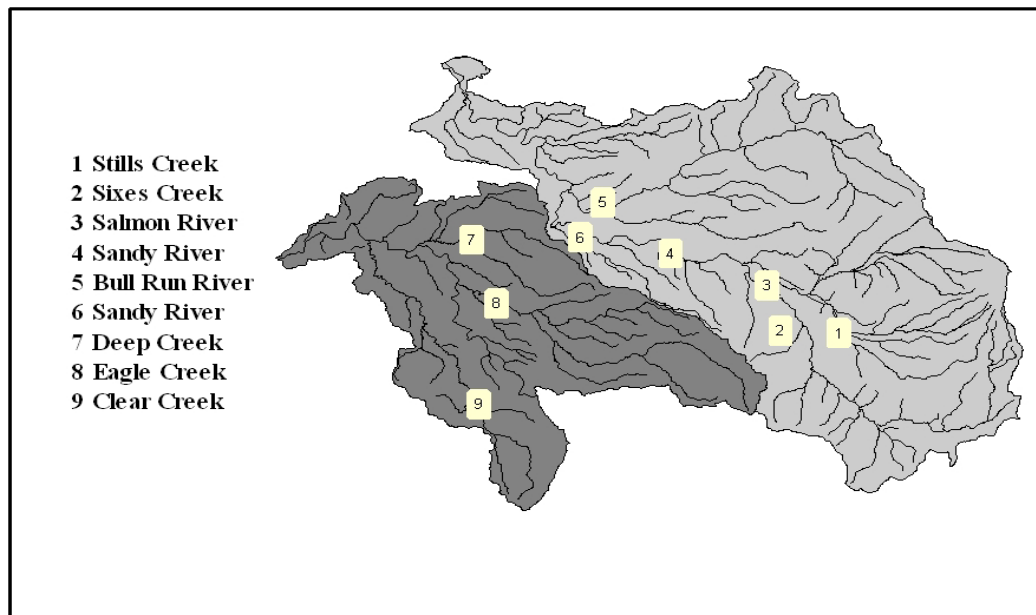 1 Stills Creek
2 Sixes Creek
3 Salmon River
4 Sandy River
5 Bull Run River
6 Sandy River
7 Deep Creek
8 Eagle Creek
9 Clear Creek
5
6
7
4
3
8
2
1
9